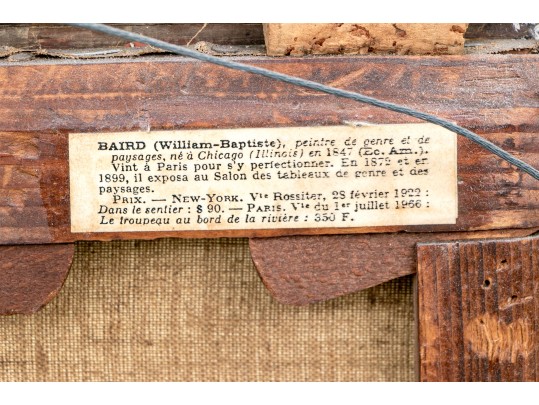 BAIRD (William-Baptiste), peintre de genre et de
paysages, né à Chicago (Illinois) en 1847 (Ec. Am.).
Vint à Paris pour s'y perfectionner. En 1872 et en
1899, il exposa au Salon des tableaux de genre et des
paysages.
PRIX. — NEW-YORK. Vte Rossiter, 28 février 1922 :
Dans le sentier : $ 90. — PARIS. Vte du 1er juillet 1966 :
Le troupeau au bord de la rivière : 350 F.